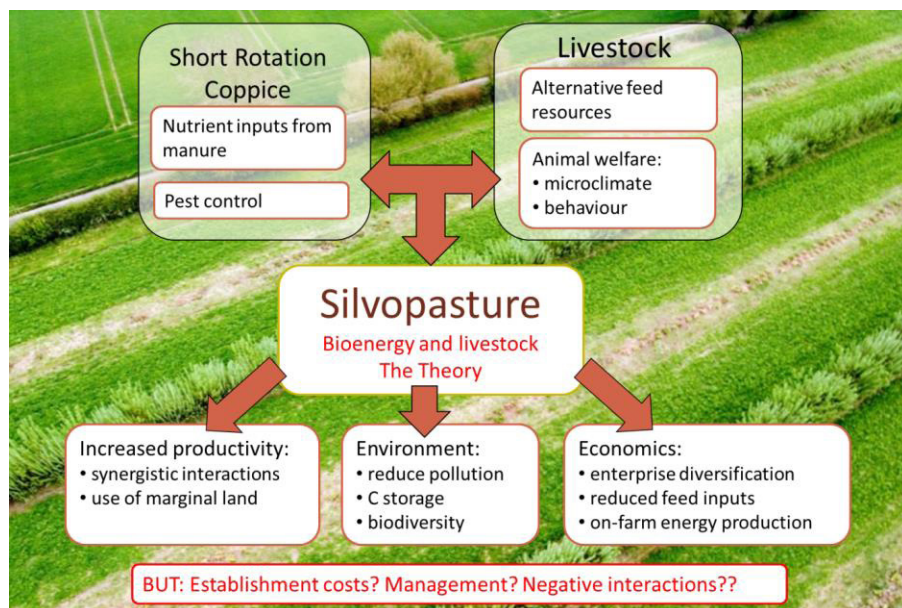 Short Rotation
Coppice
Nutrient inputs from
manure
Pest control
Livestock
Alternative feed
resources
Animal welfare:
• microclimate
• behaviour
Silvopasture
Bioenergy and livestock
The Theory
Increased productivity:
• synergistic interactions
• use of marginal land
Environment:
• reduce pollution
• C storage
• biodiversity
Economics:
• enterprise diversification
• reduced feed inputs
• on-farm energy production
BUT: Establishment costs? Management? Negative interactions??